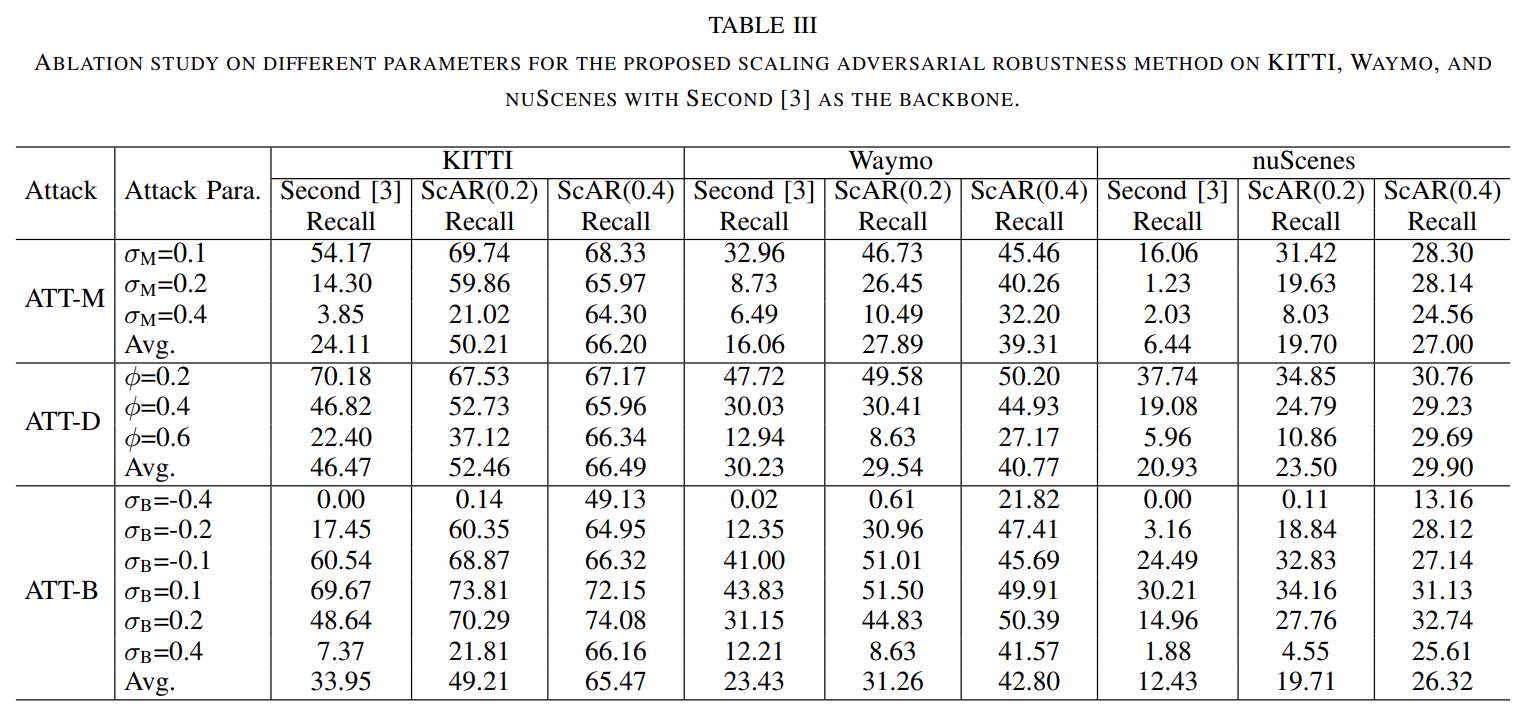 TABLE III
ABLATION STUDY ON DIFFERENT PARAMETERS FOR THE PROPOSED SCALING ADVERSARIAL ROBUSTNESS METHOD ON KITTI, WAYMO, AND
NUSCENES WITH SECOND [3] AS THE BACKBONE.
KITTI Waymo nuScenes
Attack Attack Para. Second [3] ScAR(0.2) ScAR(0.4) Second [3] ScAR(0.2) ScAR(0.4) Second [3] ScAR(0.2) ScAR(0.4)
Recall Recall Recall Recall Recall Recall Recall Recall Recall
ATT-M
σM=0.1 54.17 69.74 68.33 32.96 46.73 45.46 16.06 31.42 28.30
σM=0.2 14.30 59.86 65.97 8.73 26.45 40.26 1.23 19.63 28.14
σM=0.4 3.85 21.02 64.30 6.49 10.49 32.20 2.03 8.03 24.56
Avg. 24.11 50.21 66.20 16.06 27.89 39.31 6.44 19.70 27.00
ATT-D
ϕ=0.2 70.18 67.53 67.17 47.72 49.58 50.20 37.74 34.85 30.76
ϕ=0.4 46.82 52.73 65.96 30.03 30.41 44.93 19.08 24.79 29.23
ϕ=0.6 22.40 37.12 66.34 12.94 8.63 27.17 5.96 10.86 29.69
Avg. 46.47 52.46 66.49 30.23 29.54 40.77 20.93 23.50 29.90
ATT-B
σB=-0.4 0.00 0.14 49.13 0.02 0.61 21.82 0.00 0.11 13.16
σB=-0.2 17.45 60.35 64.95 12.35 30.96 47.41 3.16 18.84 28.12
σB=-0.1 60.54 68.87 66.32 41.00 51.01 45.69 24.49 32.83 27.14
σB=0.1 69.67 73.81 72.15 43.83 51.50 49.91 30.21 34.16 31.13
σB=0.2 48.64 70.29 74.08 31.15 44.83 50.39 14.96 27.76 32.74
σB=0.4 7.37 21.81 66.16 12.21 8.63 41.57 1.88 4.55 25.61
Avg. 33.95 49.21 65.47 23.43 31.26 42.80 12.43 19.71 26.32